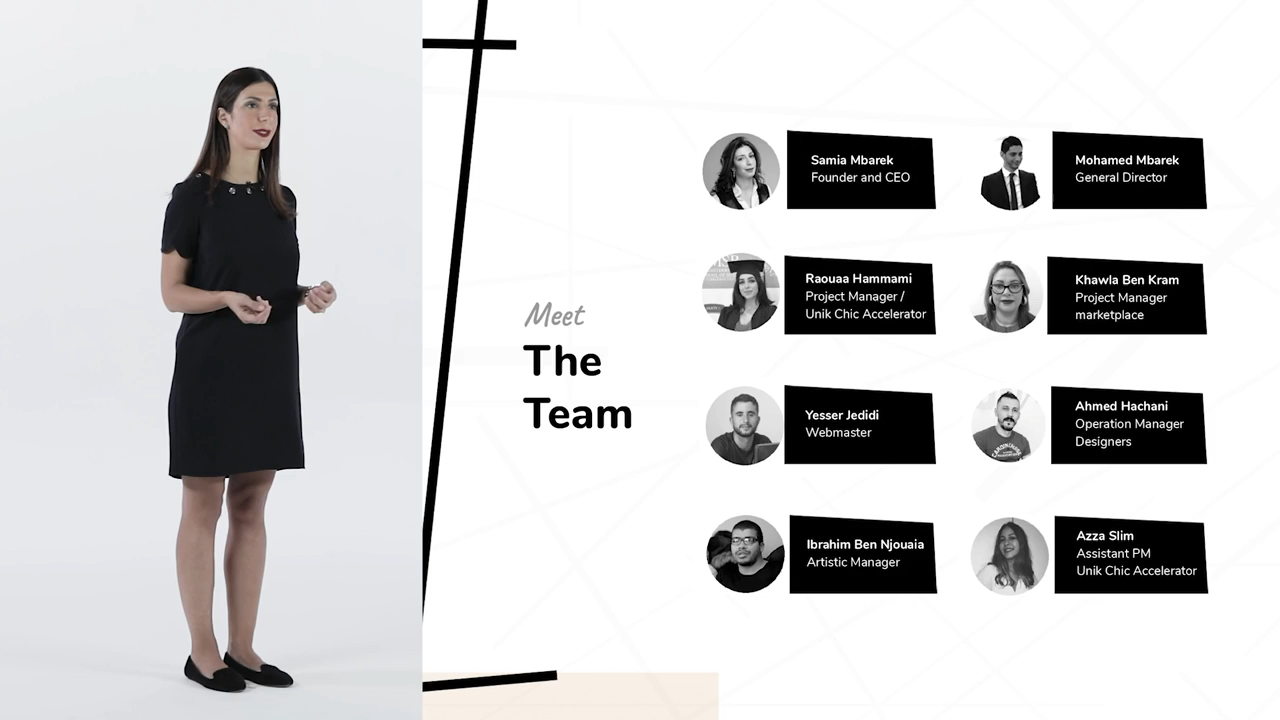 Meet
The
Team
Samia Mbarek
Founder and CEO
Mohamed Mbarek
General Director
Raouaa Hammami
Project Manager /
Unik Chic Accelerator
Khawla Ben Kram
Project Manager
marketplace
Yesser Jedidi
Webmaster
Ahmed Hachani
Operation Manager
Designers
Ibrahim Ben Njouaia
Artistic Manager
Azza Slim
Assistant PM
Unik Chic Accelerator